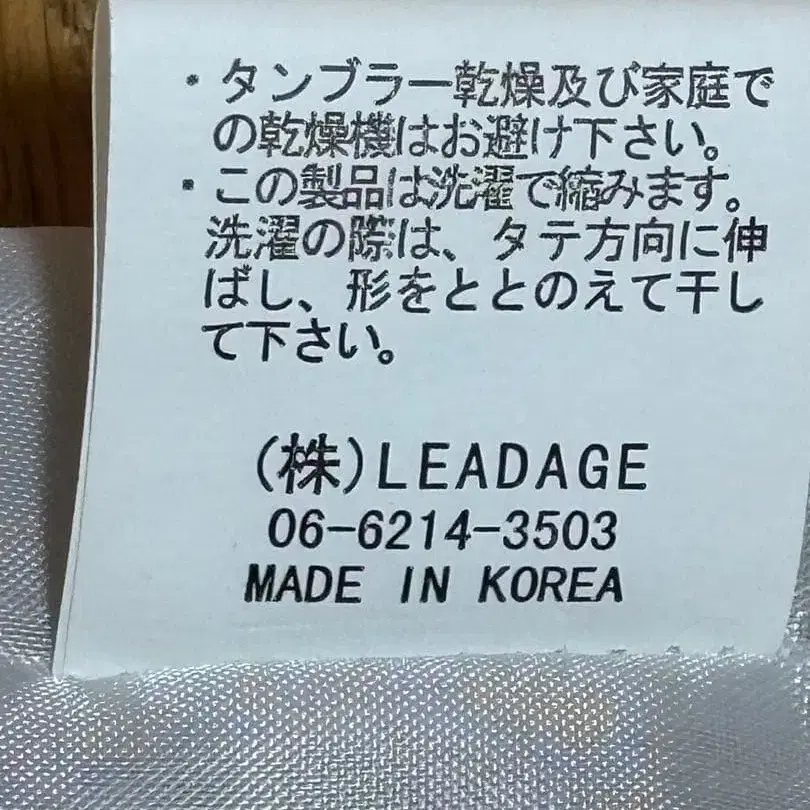 ・タンブラー乾燥及び家庭で
の乾燥機はお避け下さい。
・この製品は洗濯で縮みます。
洗濯の際は、タテ方向に伸
ばし、形をととのえて干し
て下さい。
(株)LEADAGE
06-6214-3503
MADE IN KOREA